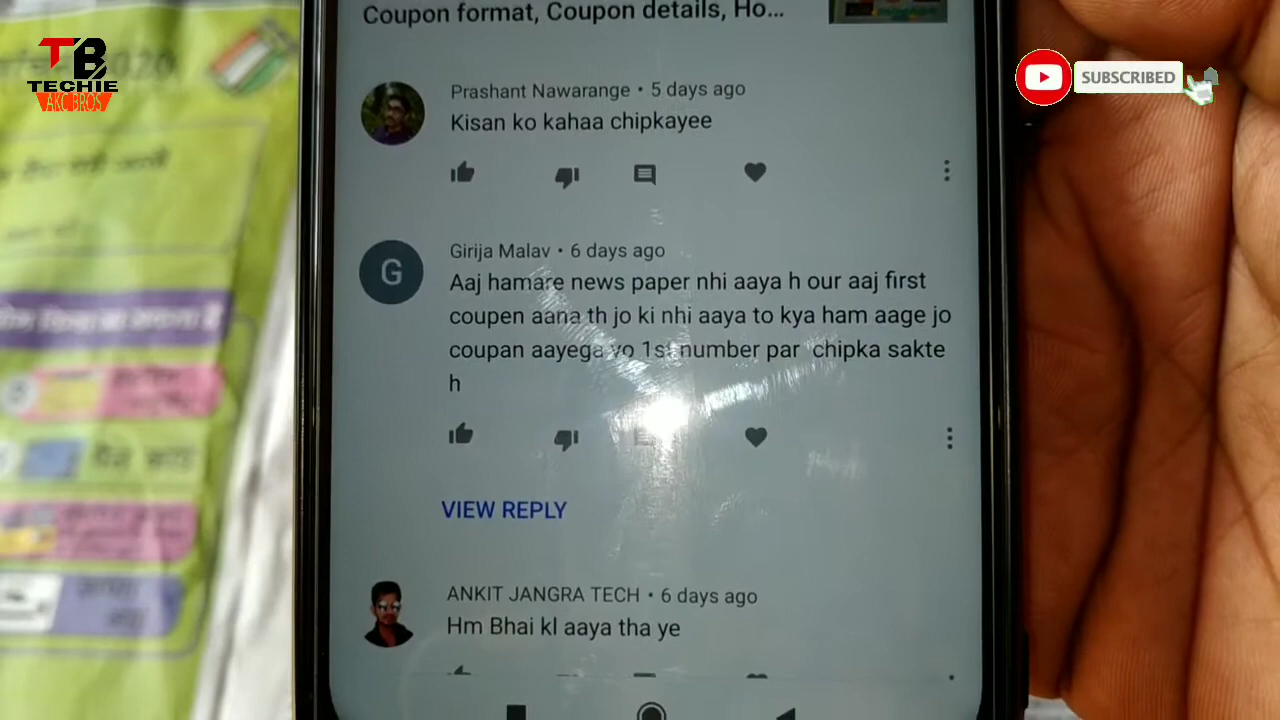 TB
TECHIE
AKC BROS
2020
Coupon format, Coupon details, Ho...
SUBSCRIBED
Prashant Nawarange • 5 days ago
Kisan ko kahaa chipkayee
G
Girija Malav • 6 days ago
Aaj hamare news paper nhi aaya h our aaj first
coupen aana th jo ki nhi aaya to kya ham aage jo
coupan aayega vo 1st number par chipka sakte
h
VIEW REPLY
ANKIT JANGRA TECH • 6 days ago
Hm Bhai kl aaya tha ye